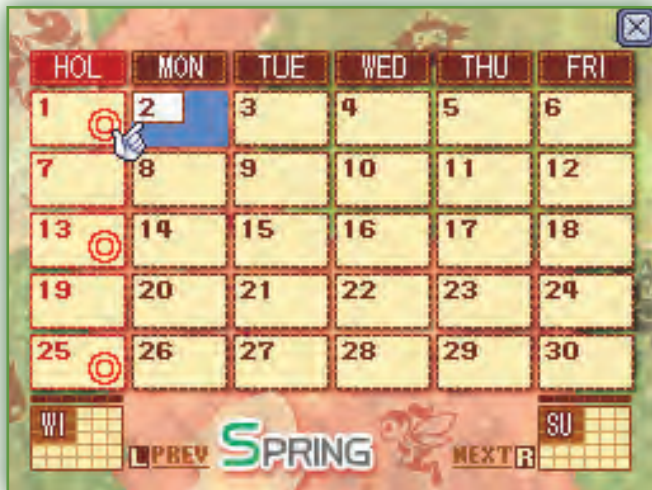 HOL MON TUE WED THU FRI
1 2 3 4 5 6
7 8 9 10 11 12
13 14 15 16 17 18
19 20 21 22 23 24
25 26 27 28 29 30
WI L PREV SPRING NEXT R SU